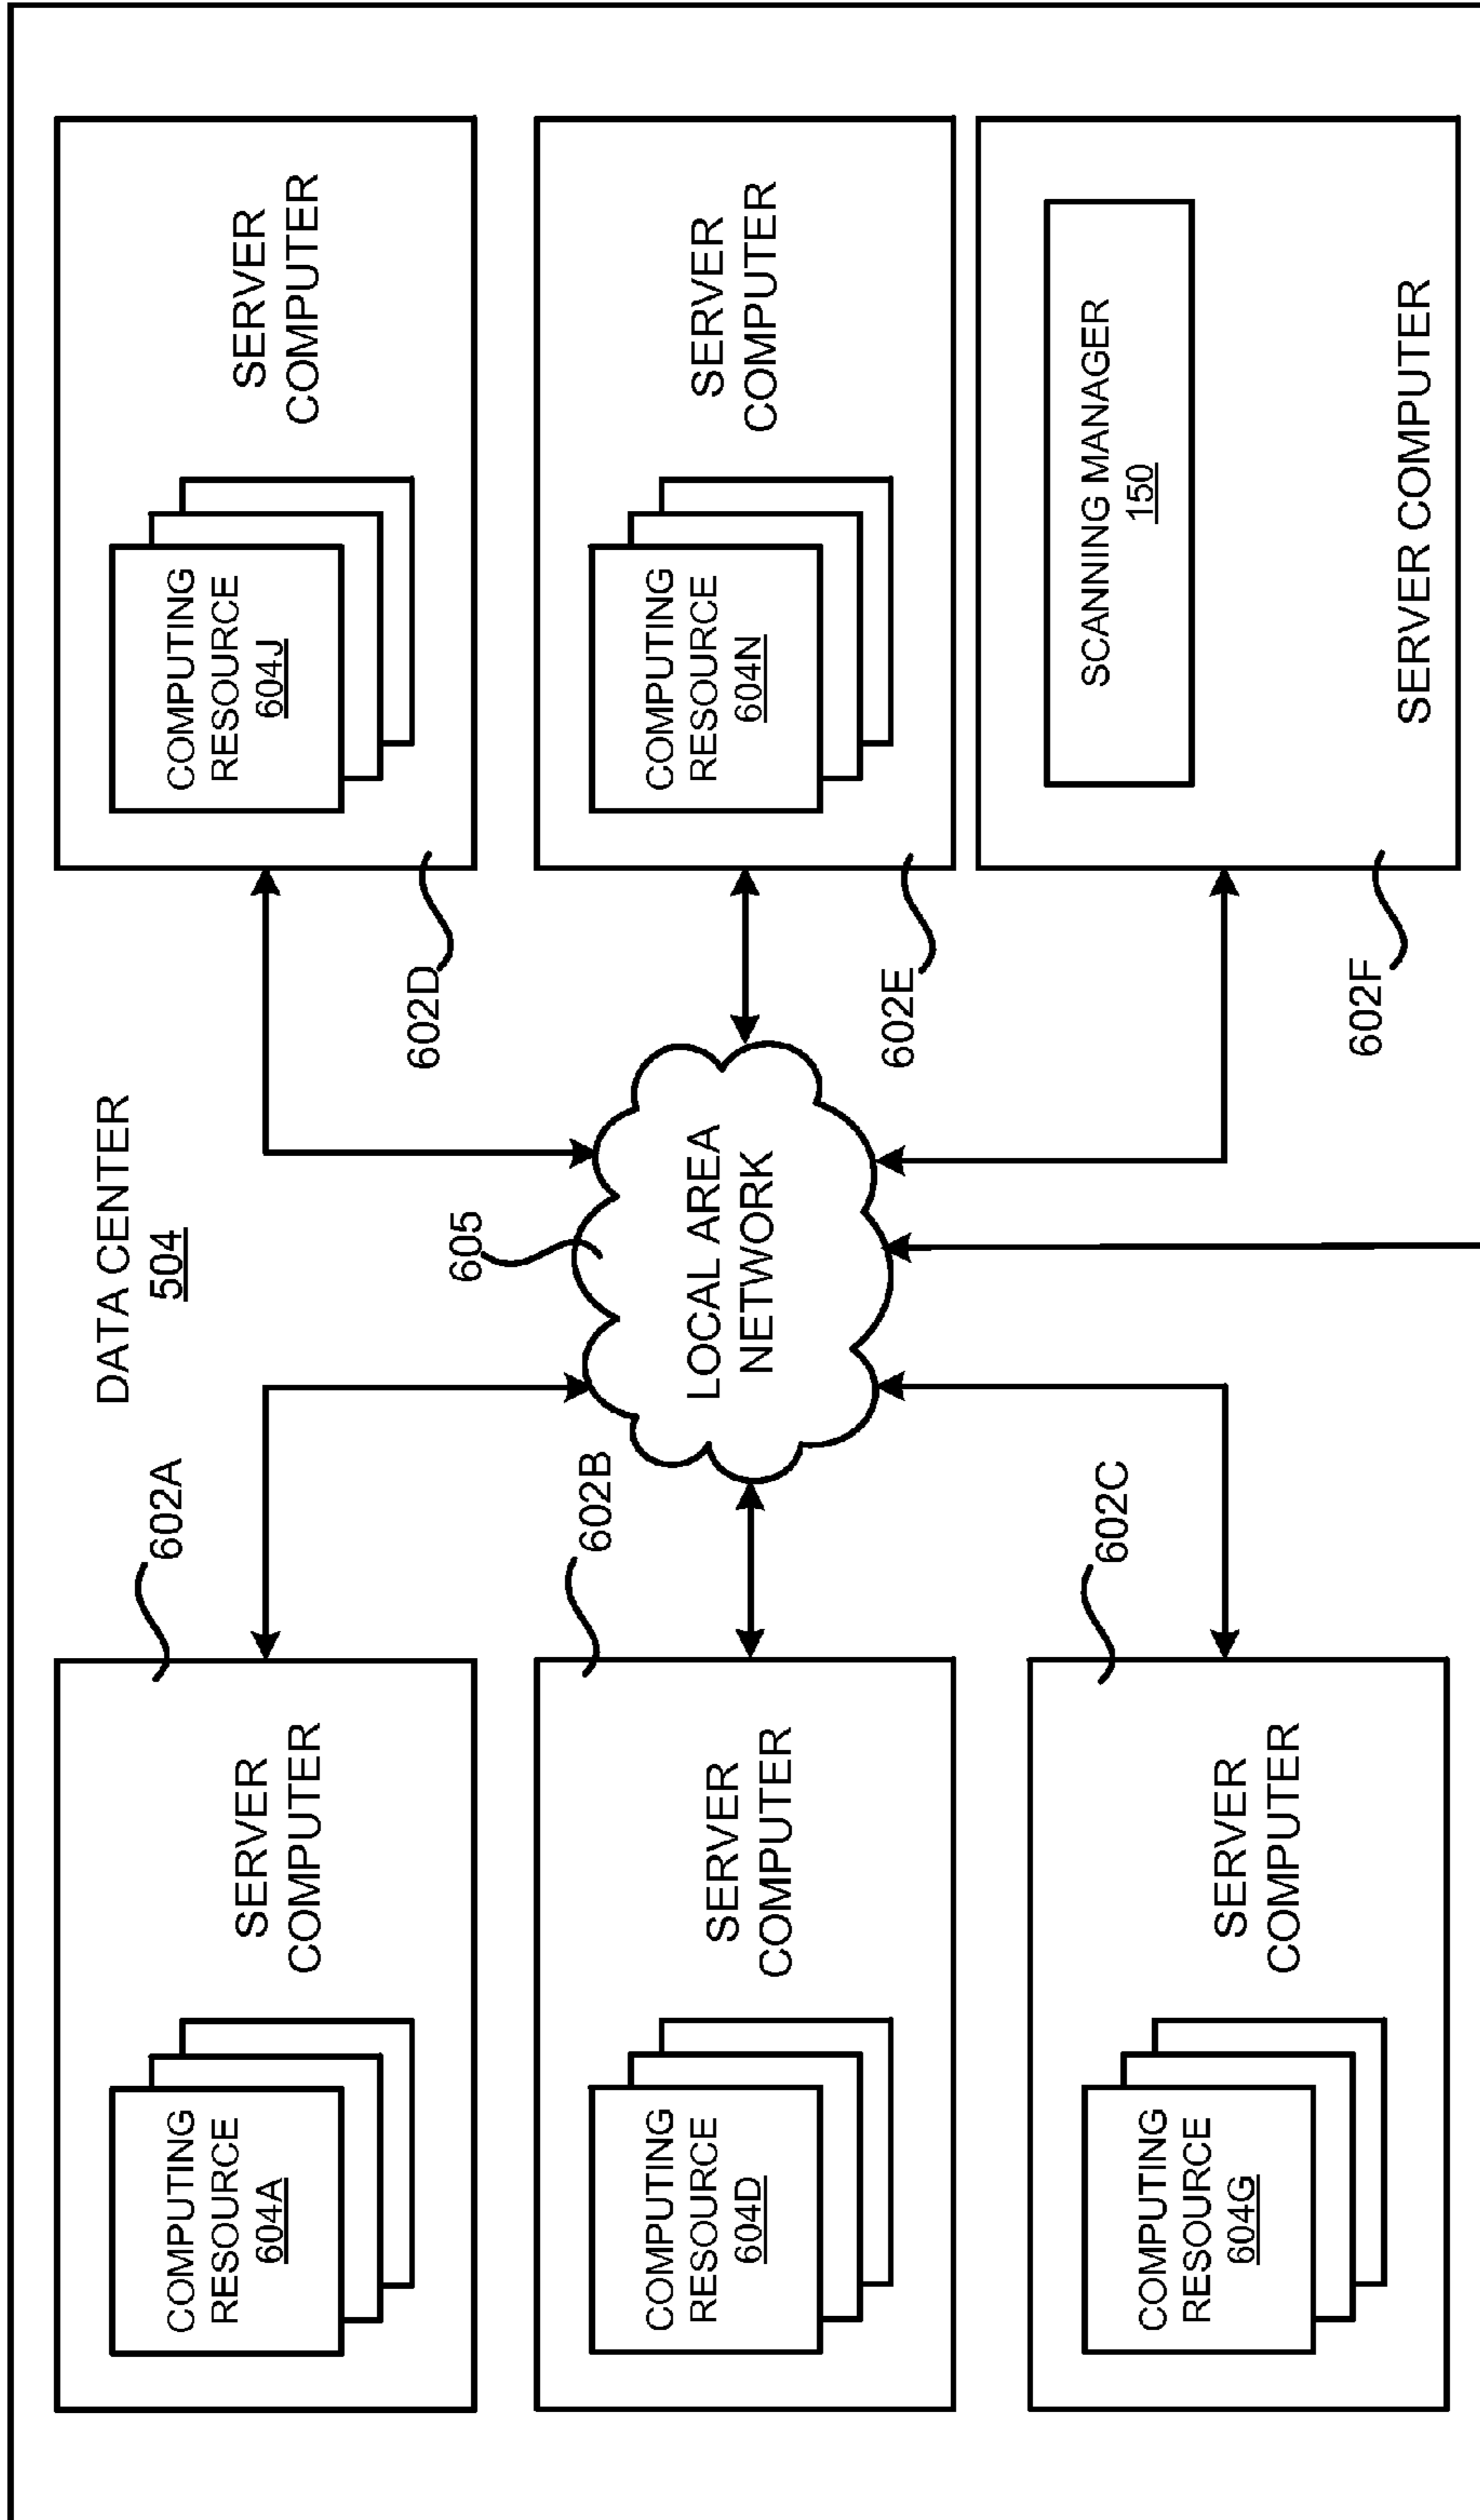 DATA CENTER
504
602A
SERVER
COMPUTER
COMPUTING
RESOURCE
604A
602D
SERVER
COMPUTER
COMPUTING
RESOURCE
604J
605
LOCAL AREA
NETWORK
602B
SERVER
COMPUTER
COMPUTING
RESOURCE
604D
602E
SERVER
COMPUTER
COMPUTING
RESOURCE
604N
602C
SERVER
COMPUTER
COMPUTING
RESOURCE
604G
602F
SCANNING MANAGER
150
SERVER COMPUTER